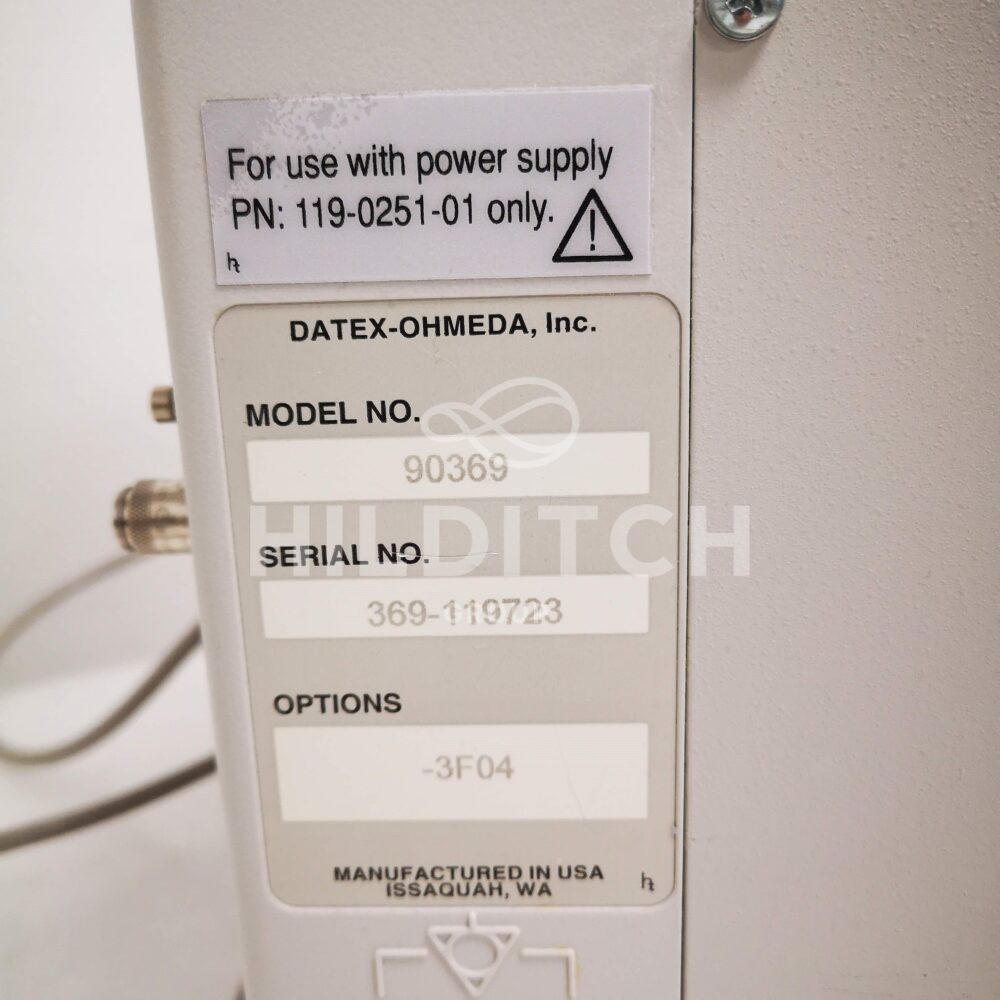 For use with power supply
PN: 119-0251-01 only.
DATEX-OHMEDA, Inc.
MODEL NO.
90369
HILDITCH
SERIAL NO.
369-119723
OPTIONS
-3F04
MANUFACTURED IN USA
ISSAQUAH, WA